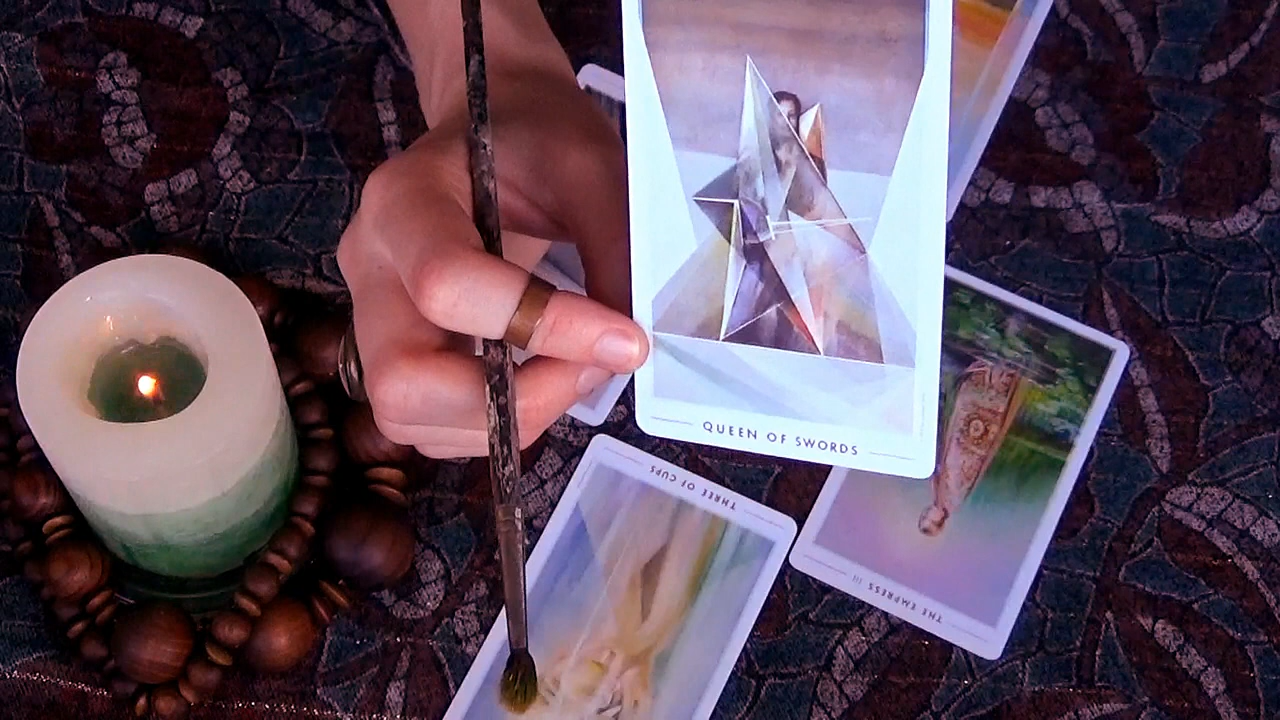 QUEEN OF SWORDS
THREE OF CUPS
THE EMPRESS III